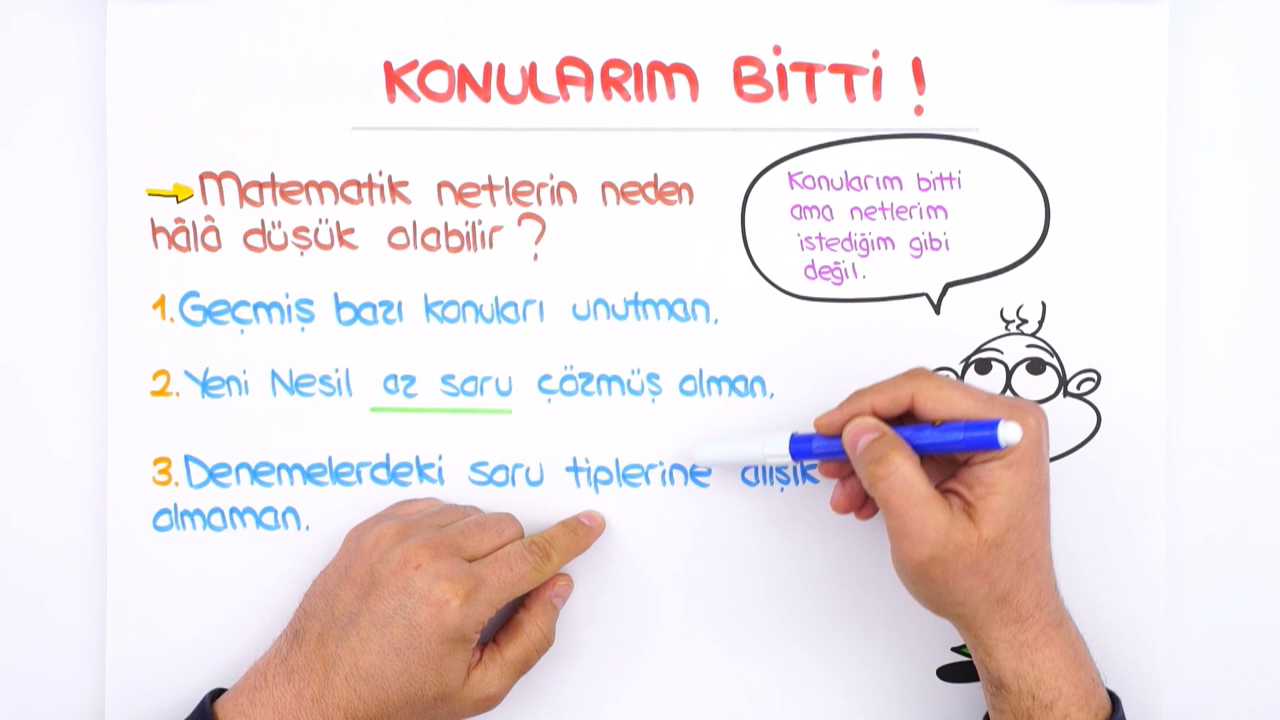 KONULARIM BİTTİ !
Matematik netlerin neden
hâlâ düşük olabilir ?
Konularım bitti
ama netlerim
istediğim gibi
değil.
1. Geçmiş bazı konuları unutman.
2. Yeni Nesil az soru çözmüş olman.
3. Denemelerdeki soru tiplerine alışık
olmaman.